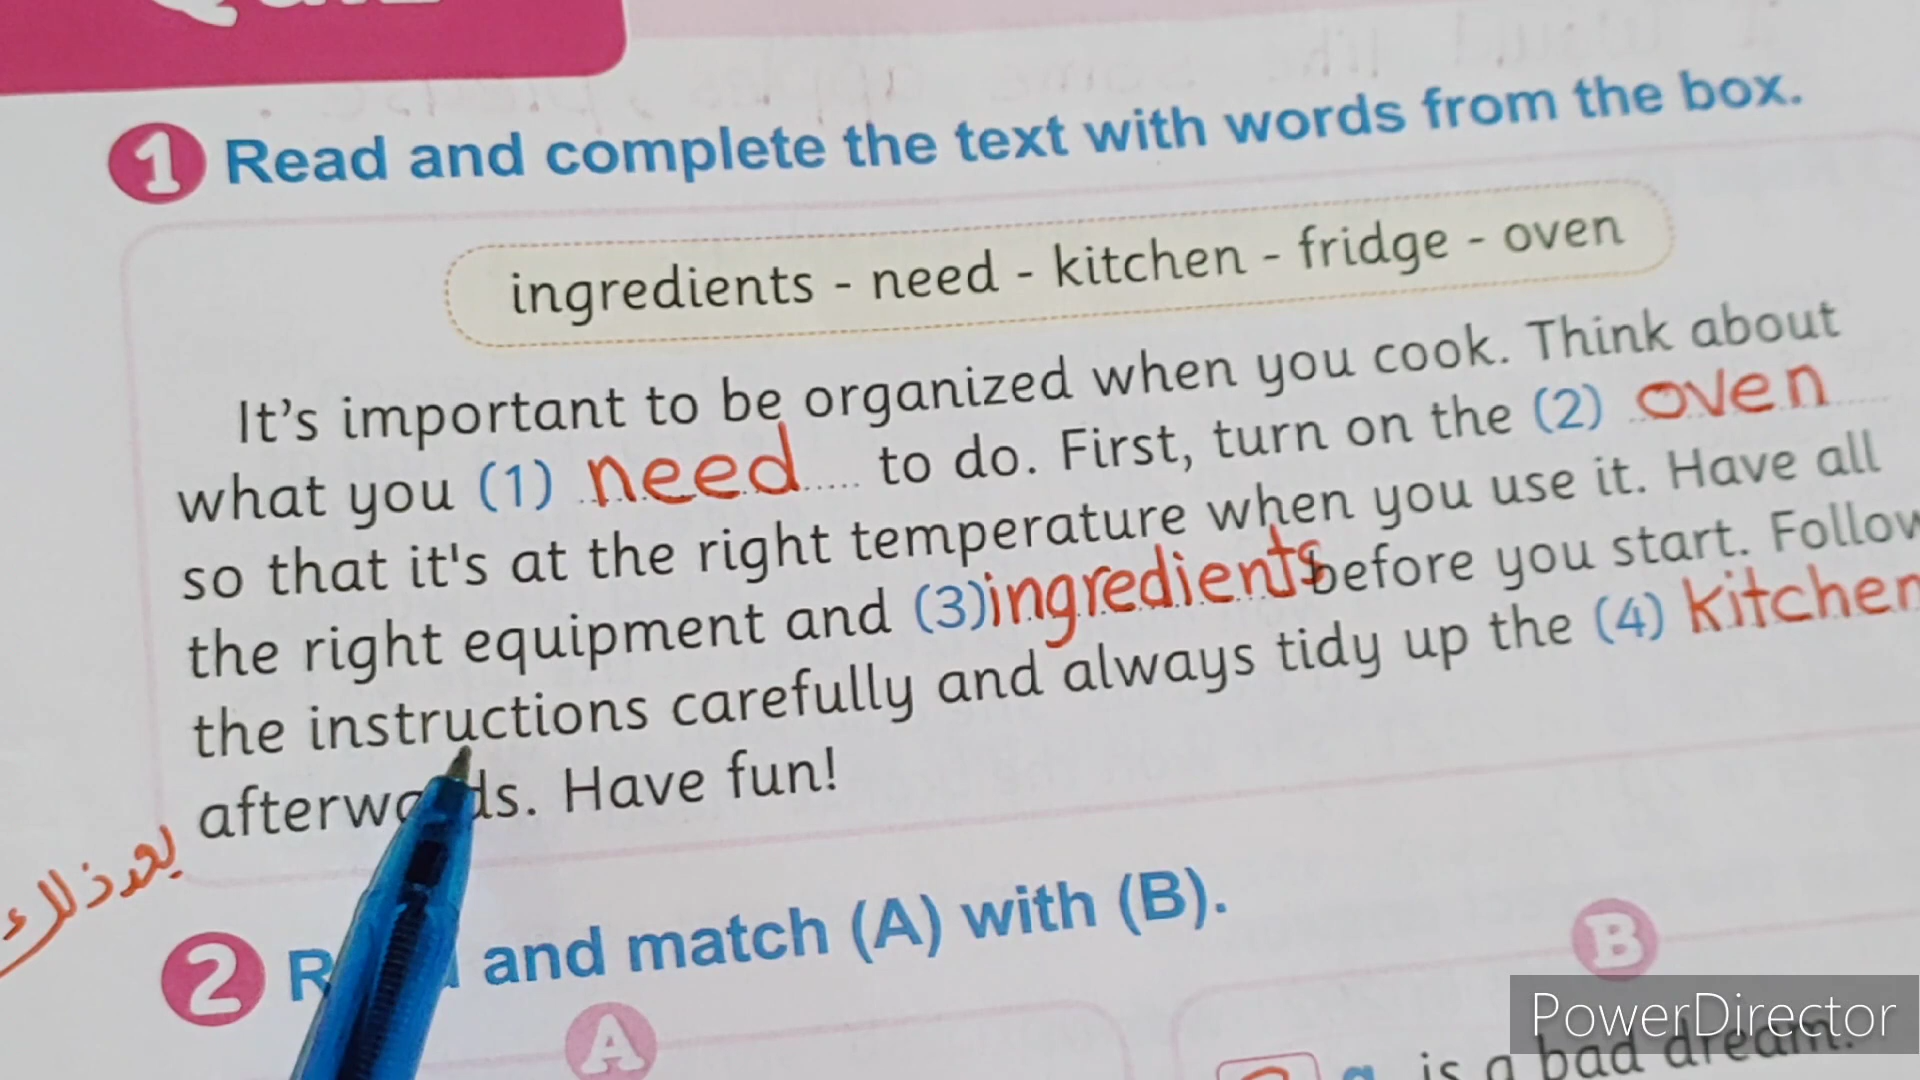 1 Read and complete the text with words from the box.
ingredients - need - kitchen - fridge - oven
It's important to be organized when you cook. Think about
what you (1) need ..... to do. First, turn on the (2) oven
so that it's at the right temperature when you use it. Have all
the right equipment and (3) ingredients before you start. Follow
the instructions carefully and always tidy up the (4) kitchen
afterwards. Have fun!
بعد ذلك
2 and match (A) with (B).
A
B
is a bad dream.
PowerDirector